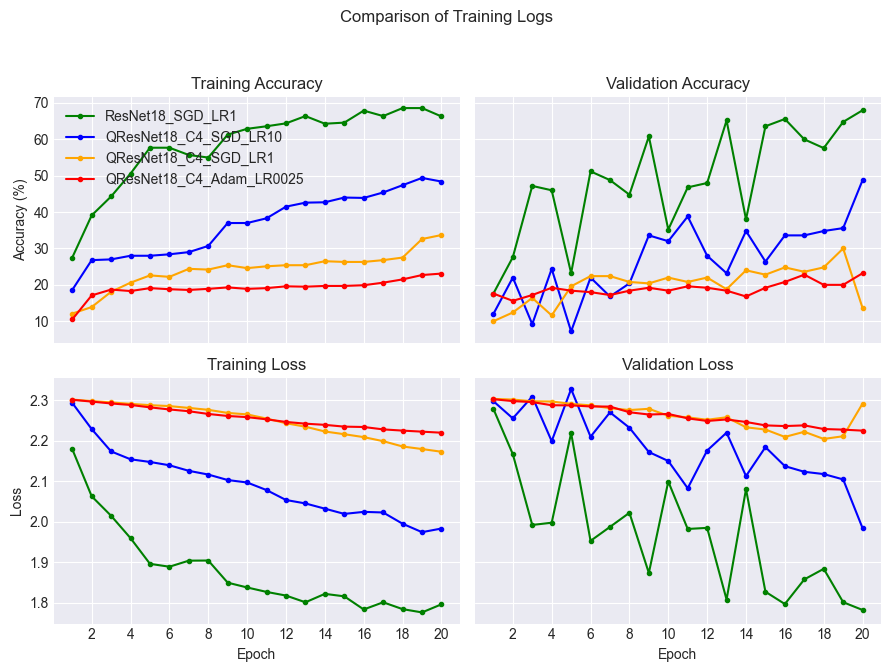 Comparison of Training Logs
Training Accuracy
Validation Accuracy
70
60
50
40
30
20
10
Accuracy (%)
ResNet18_SGD_LR1
QResNet18_C4_SGD_LR10
QResNet18_C4_SGD_LR1
QResNet18_C4_Adam_LR0025
Training Loss
Validation Loss
2.3
2.2
2.1
2.0
1.9
1.8
Loss
2 4 6 8 10 12 14 16 18 20
2 4 6 8 10 12 14 16 18 20
Epoch
Epoch